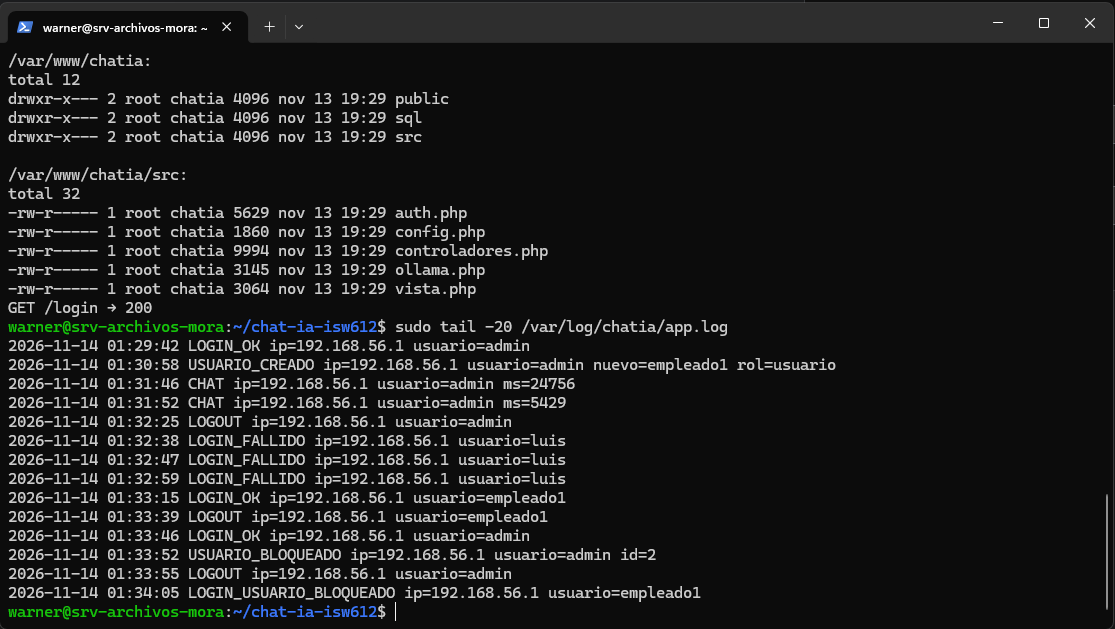 warner@srv-archivos-mora: ~
/var/www/chatia:
total 12
drwxr-x--- 2 root chatia 4096 nov 13 19:29 public
drwxr-x--- 2 root chatia 4096 nov 13 19:29 sql
drwxr-x--- 2 root chatia 4096 nov 13 19:29 src
/var/www/chatia/src:
total 32
-rw-r----- 1 root chatia 5629 nov 13 19:29 auth.php
-rw-r----- 1 root chatia 1860 nov 13 19:29 config.php
-rw-r----- 1 root chatia 9994 nov 13 19:29 controladores.php
-rw-r----- 1 root chatia 3145 nov 13 19:29 ollama.php
-rw-r----- 1 root chatia 3064 nov 13 19:29 vista.php
GET /login → 200
warner@srv-archivos-mora:~/chat-ia-isw612$ sudo tail -20 /var/log/chatia/app.log
2026-11-14 01:29:42 LOGIN_OK ip=192.168.56.1 usuario=admin
2026-11-14 01:30:58 USUARIO_CREADO ip=192.168.56.1 usuario=admin nuevo=empleado1 rol=usuario
2026-11-14 01:31:46 CHAT ip=192.168.56.1 usuario=admin ms=24756
2026-11-14 01:31:52 CHAT ip=192.168.56.1 usuario=admin ms=5429
2026-11-14 01:32:25 LOGOUT ip=192.168.56.1 usuario=admin
2026-11-14 01:32:38 LOGIN_FALLIDO ip=192.168.56.1 usuario=luis
2026-11-14 01:32:47 LOGIN_FALLIDO ip=192.168.56.1 usuario=luis
2026-11-14 01:32:59 LOGIN_FALLIDO ip=192.168.56.1 usuario=luis
2026-11-14 01:33:15 LOGIN_OK ip=192.168.56.1 usuario=empleado1
2026-11-14 01:33:39 LOGOUT ip=192.168.56.1 usuario=empleado1
2026-11-14 01:33:46 LOGIN_OK ip=192.168.56.1 usuario=admin
2026-11-14 01:33:52 USUARIO_BLOQUEADO ip=192.168.56.1 usuario=admin id=2
2026-11-14 01:33:55 LOGOUT ip=192.168.56.1 usuario=admin
2026-11-14 01:34:05 LOGIN_USUARIO_BLOQUEADO ip=192.168.56.1 usuario=empleado1
warner@srv-archivos-mora:~/chat-ia-isw612$